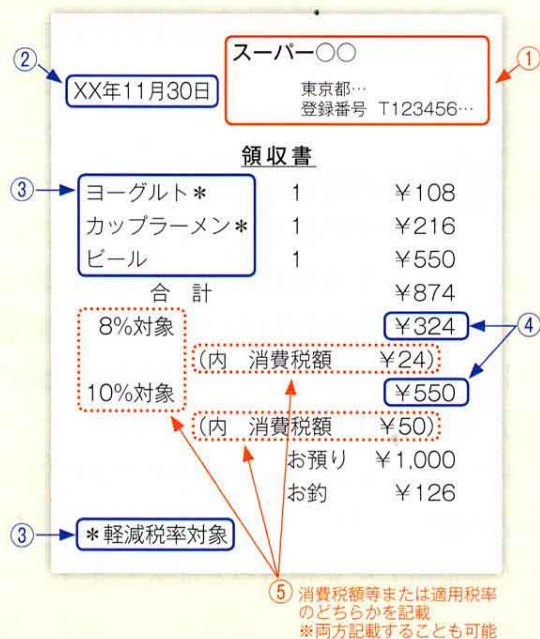 スーパー○○
①
②
XX年11月30日
東京都…
登録番号 T123456…
領収書
③
ヨーグルト＊ 1 ￥108
カップラーメン＊ 1 ￥216
ビール 1 ￥550
合 計 ￥874
8%対象 ￥324
④
(内 消費税額 ￥24)
10%対象 ￥550
(内 消費税額 ￥50)
お預り ￥1,000
お釣 ￥126
③
＊軽減税率対象
⑤ 消費税額等または適用税率
のどちらかを記載
※両方記載することも可能